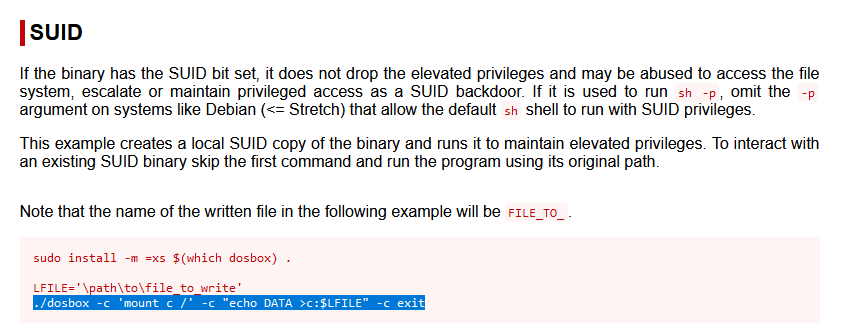 SUID
If the binary has the SUID bit set, it does not drop the elevated privileges and may be abused to access the file
system, escalate or maintain privileged access as a SUID backdoor. If it is used to run sh -p, omit the -p
argument on systems like Debian (<= Stretch) that allow the default sh shell to run with SUID privileges.
This example creates a local SUID copy of the binary and runs it to maintain elevated privileges. To interact with
an existing SUID binary skip the first command and run the program using its original path.
Note that the name of the written file in the following example will be FILE_TO_.
sudo install -m =xs $(which dosbox) .
LFILE='\path\to\file_to_write'
./dosbox -c 'mount c /' -c "echo DATA >c:$LFILE" -c exit